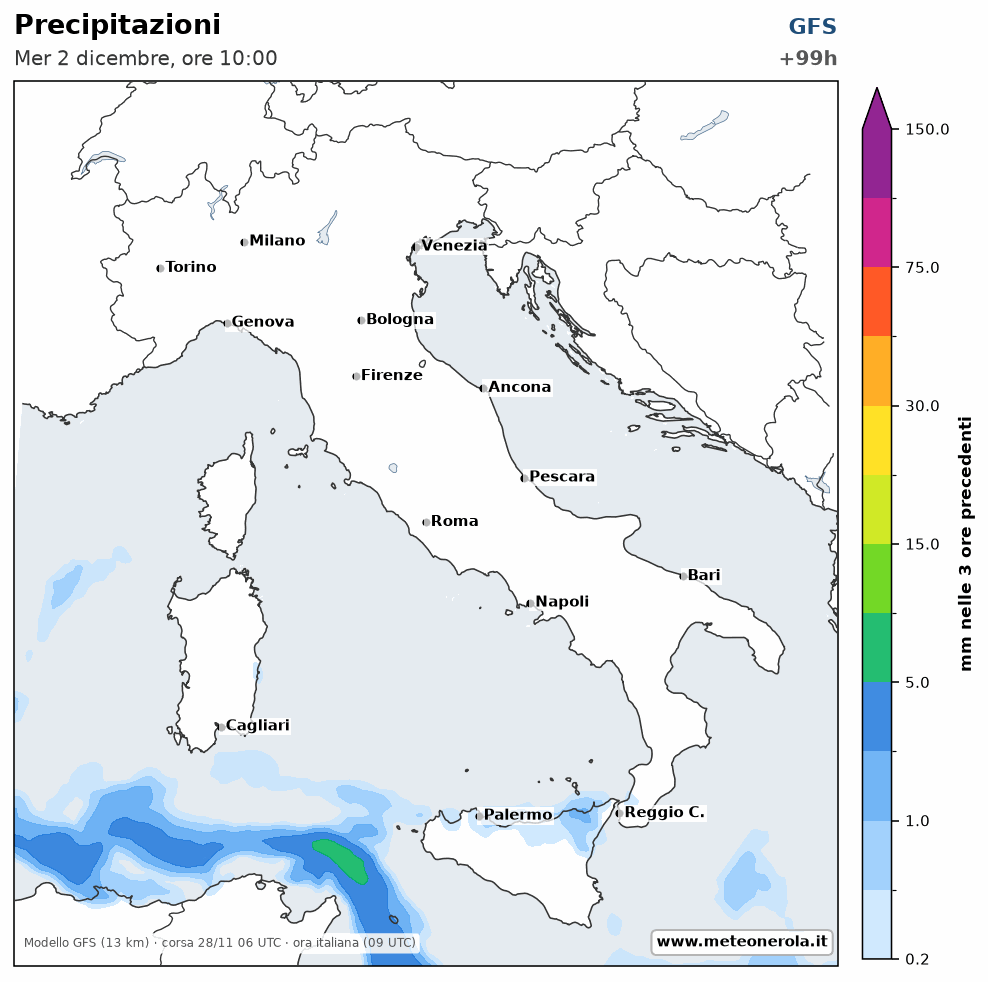 Precipitazioni
GFS
Mer 2 dicembre, ore 10:00
+99h
150.0
75.0
30.0
15.0
5.0
1.0
0.2
mm nelle 3 ore precedenti
Milano
Venezia
Torino
Genova
Bologna
Firenze
Ancona
Pescara
Roma
Bari
Napoli
Cagliari
Palermo
Reggio C.
Modello GFS (13 km) · corsa 28/11 06 UTC · ora italiana (09 UTC)
www.meteonerola.it